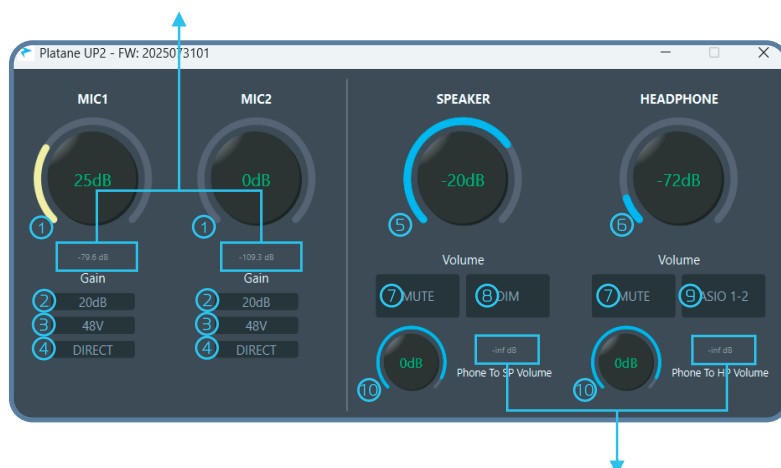 Platane UP2 - FW: 2025073101
MIC1
MIC2
SPEAKER
HEADPHONE
25dB
0dB
-20dB
-72dB
1
1
5
6
-79.6 dB
-109.3 dB
Gain
Gain
Volume
Volume
2 20dB
2 20dB
7 MUTE
8 DIM
7 MUTE
9 ASIO 1-2
3 48V
3 48V
4 DIRECT
4 DIRECT
0dB
-inf dB
0dB
-inf dB
Phone To SP Volume
Phone To HP Volume
10
10